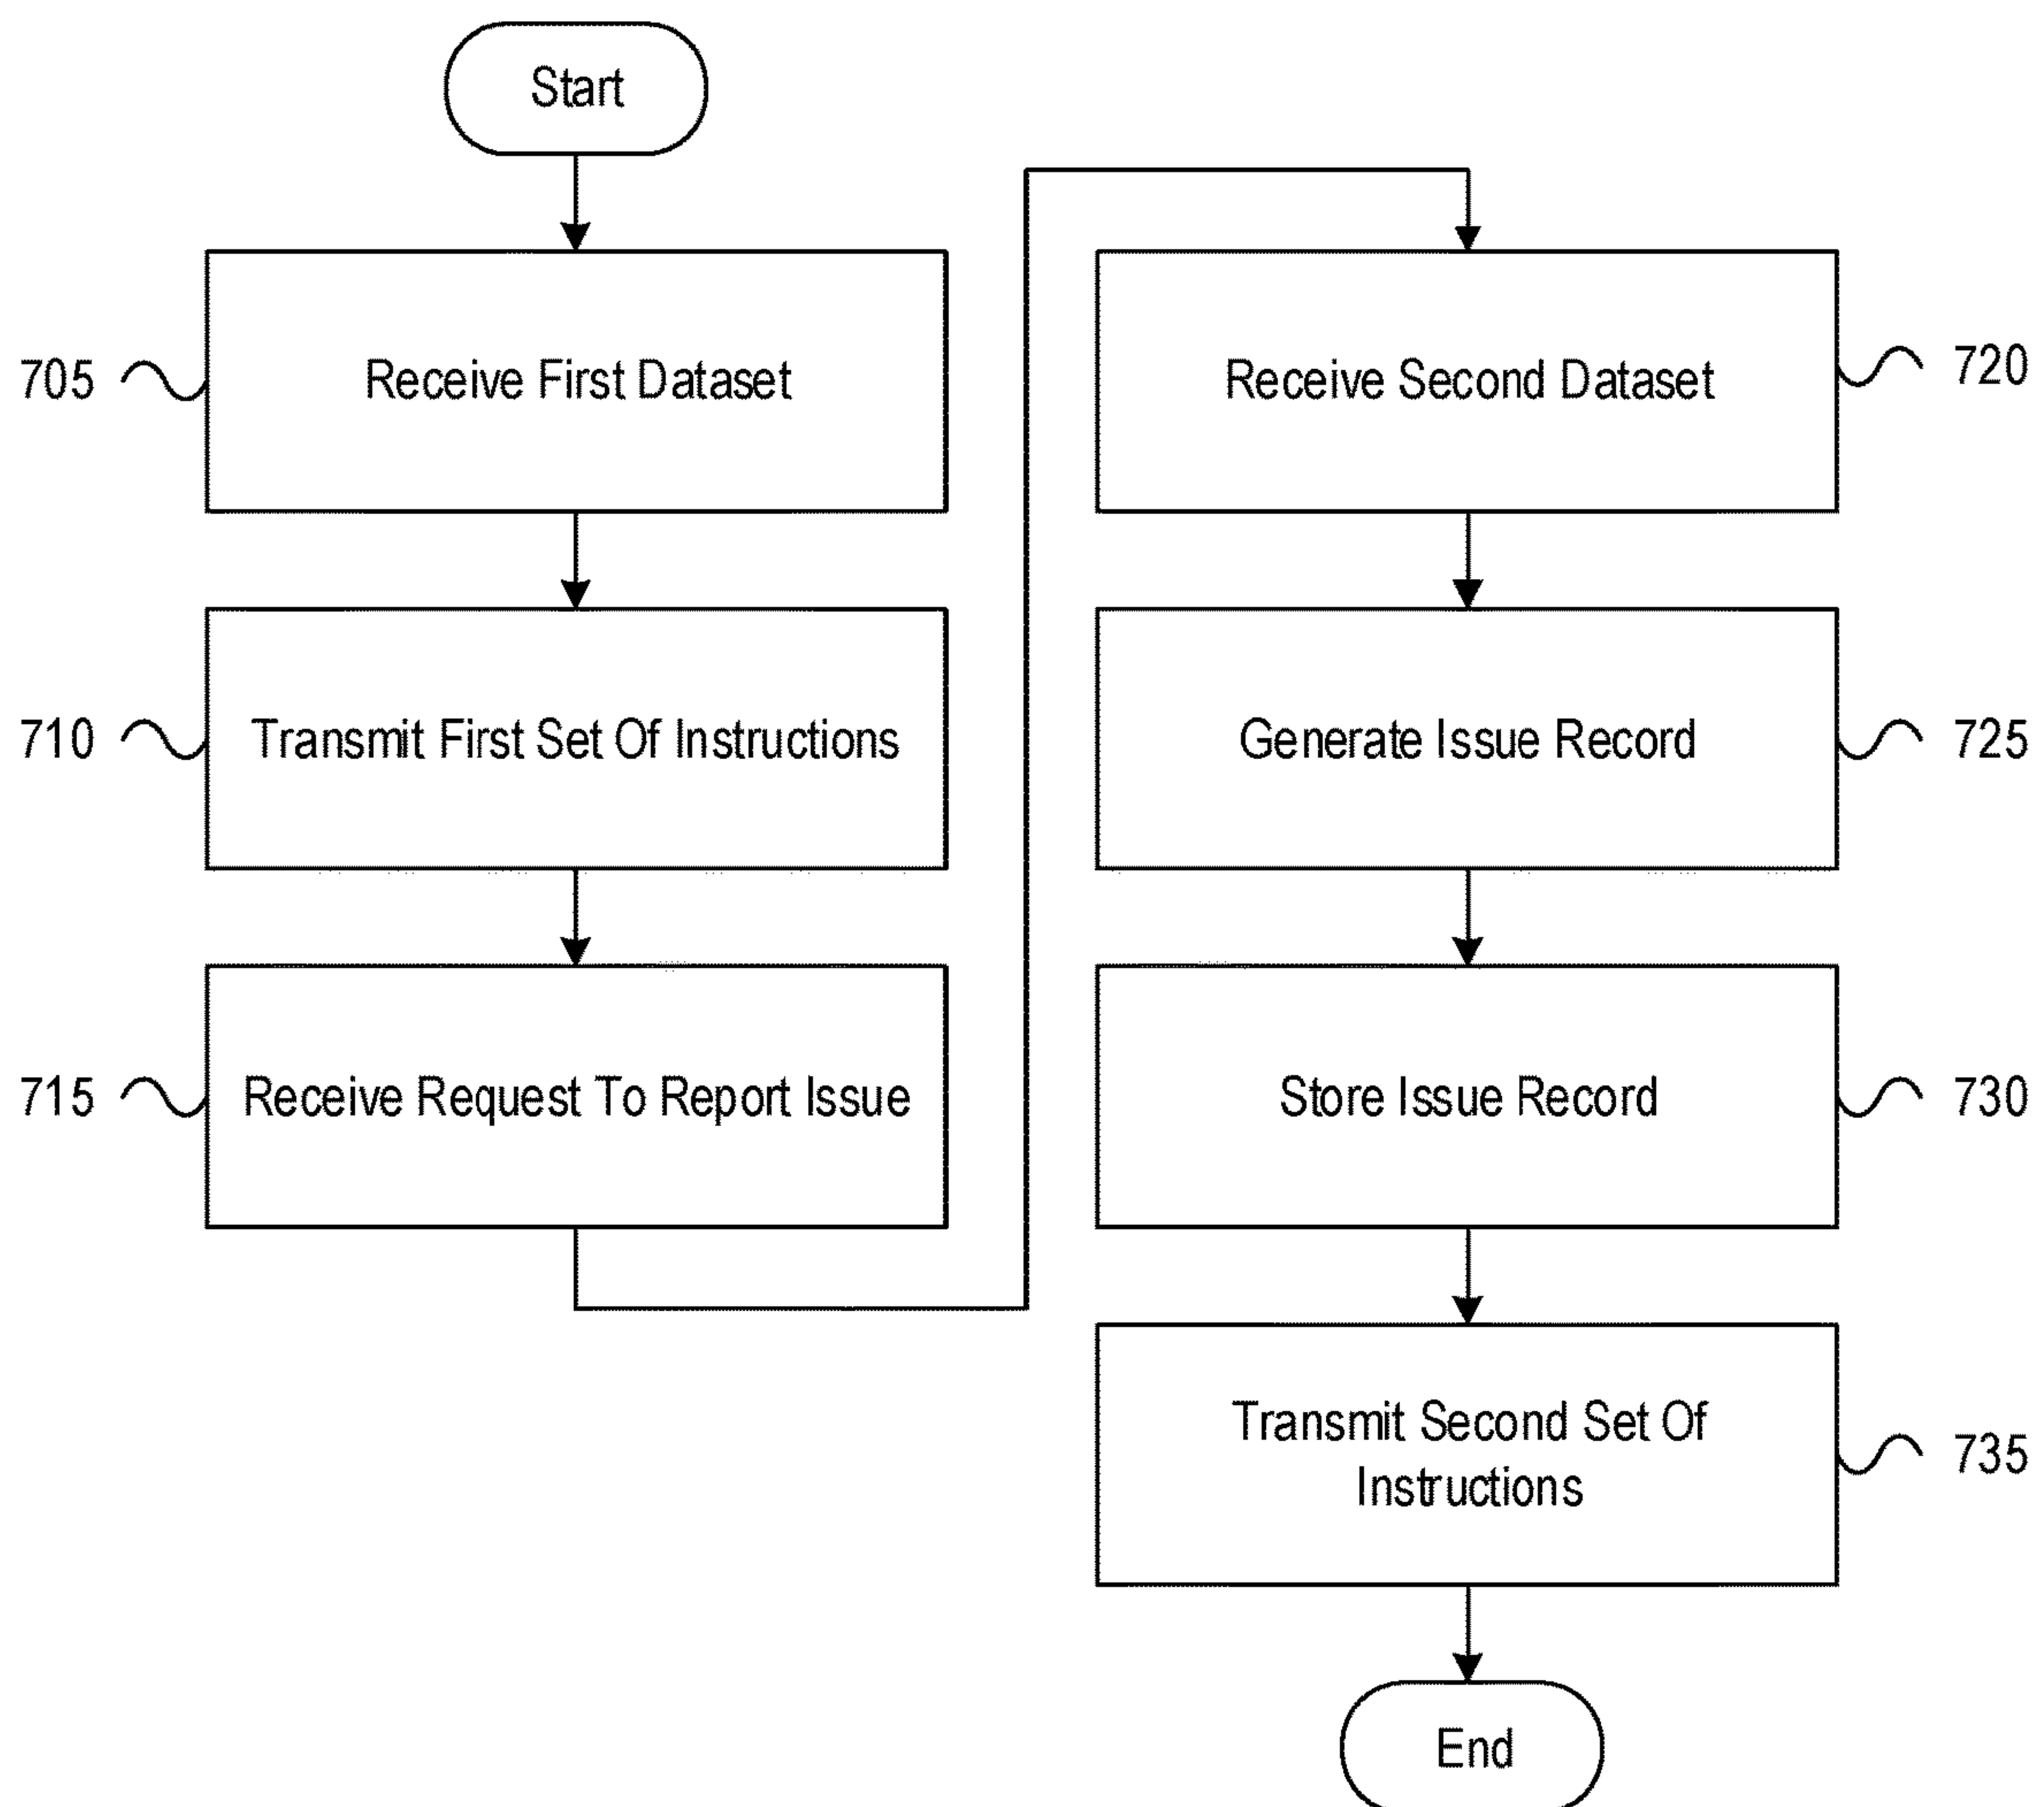 Start
705
Receive First Dataset
710
Transmit First Set Of Instructions
715
Receive Request To Report Issue
Receive Second Dataset
720
Generate Issue Record
725
Store Issue Record
730
Transmit Second Set Of
Instructions
735
End